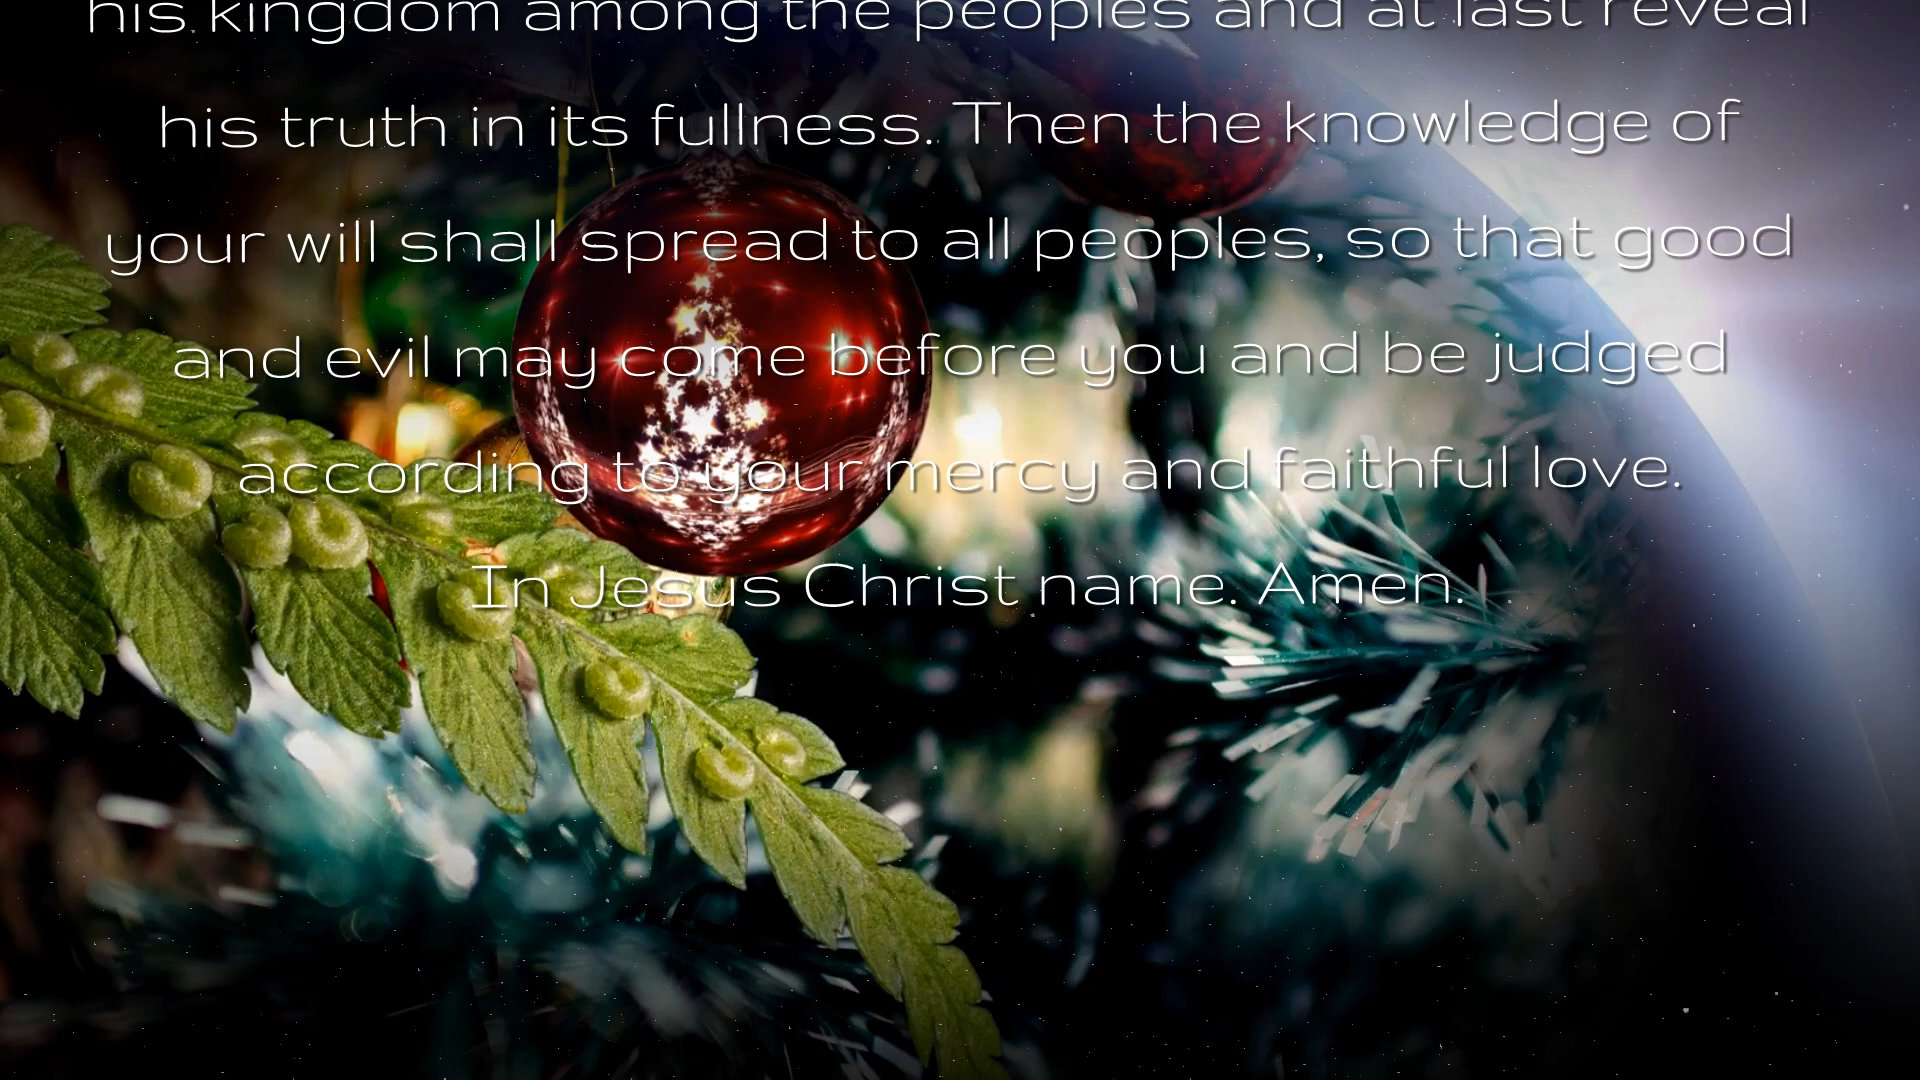 his kingdom among the peoples and at last reveal
his truth in its fullness. Then the knowledge of
your will shall spread to all peoples, so that good
and evil may come before you and be judged
according to your mercy and faithful love.
In Jesus Christ name. Amen.